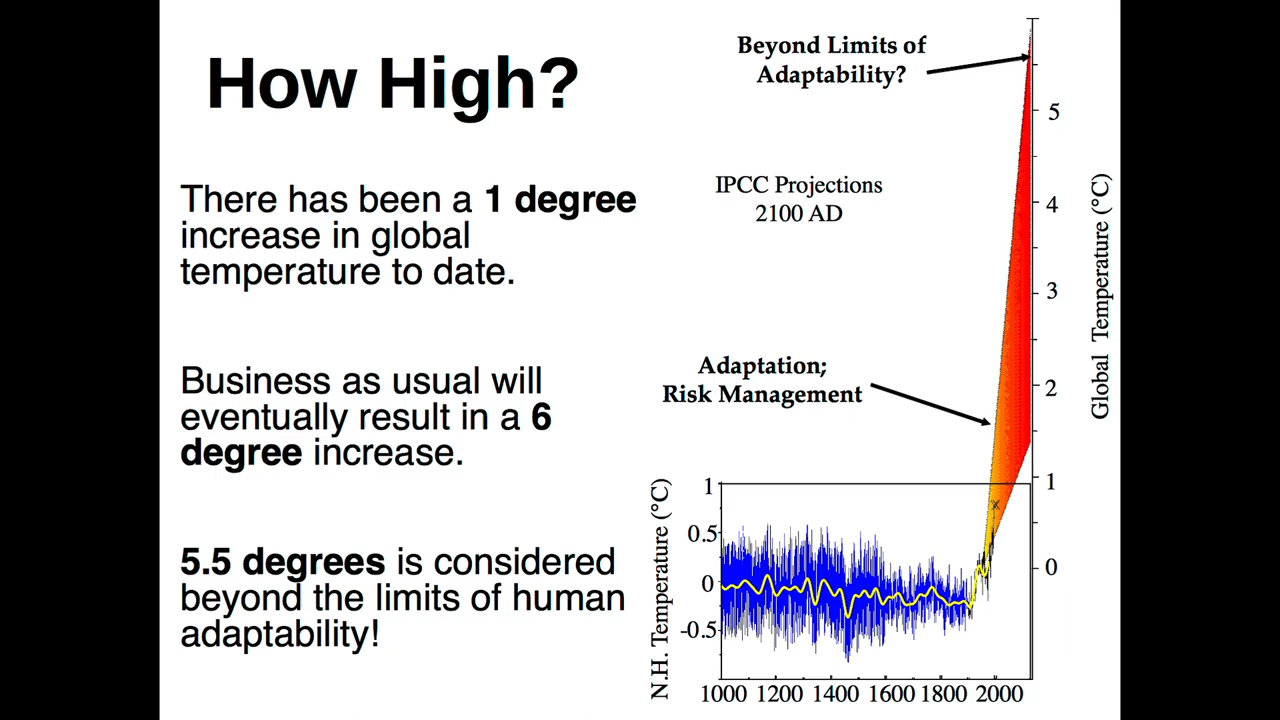 How High?
There has been a 1 degree
increase in global
temperature to date.
Business as usual will
eventually result in a 6
degree increase.
5.5 degrees is considered
beyond the limits of human
adaptability!
Beyond Limits of
Adaptability?
IPCC Projections
2100 AD
Adaptation;
Risk Management
5
4
3
2
1
0
Global Temperature (°C)
N.H. Temperature (°C)
1
0.5
0
-0.5
1000 1200 1400 1600 1800 2000